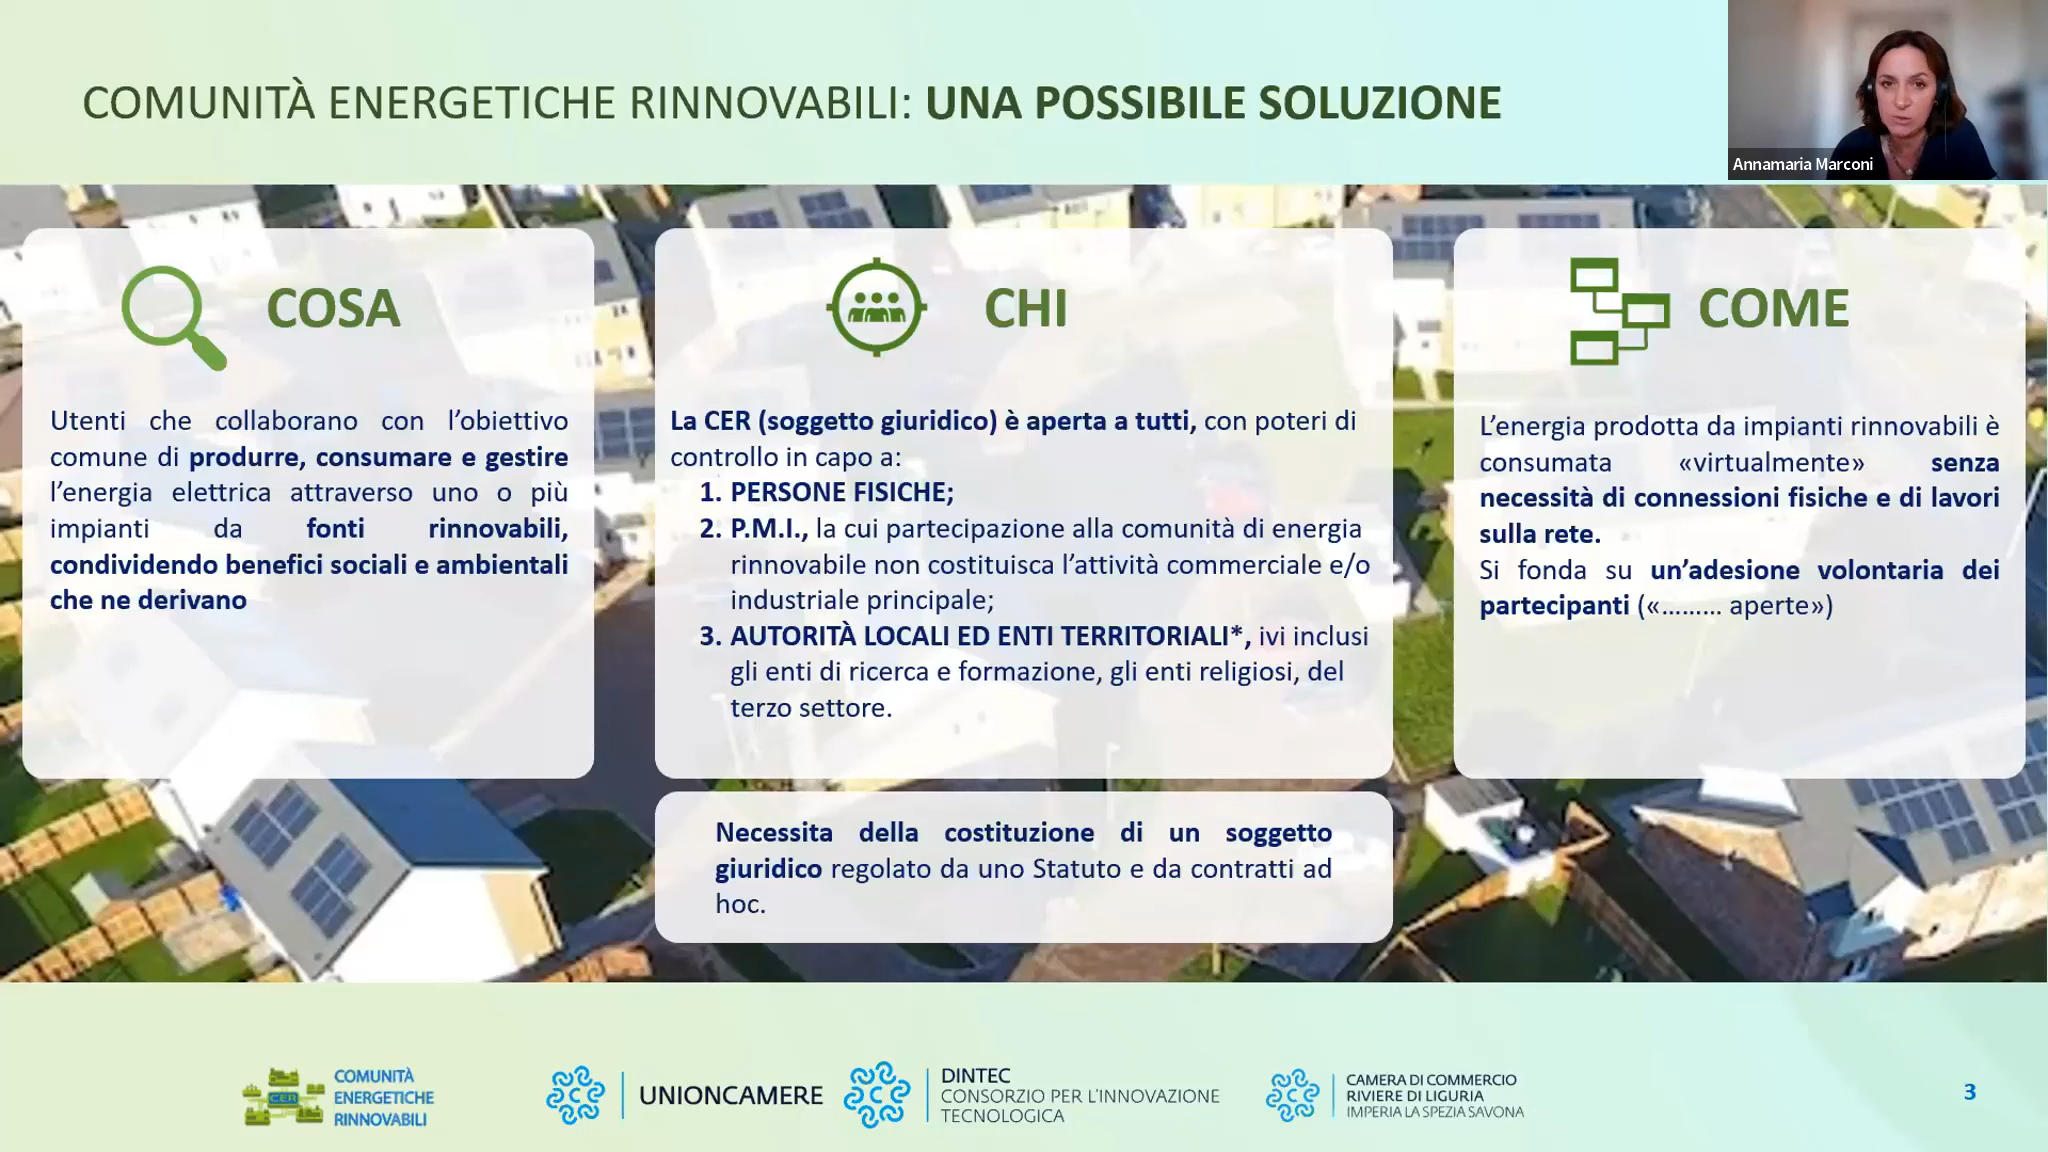 COMUNITÀ ENERGETICHE RINNOVABILI: UNA POSSIBILE SOLUZIONE
Annamaria Marconi
COSA
Utenti che collaborano con l’obiettivo
comune di produrre, consumare e gestire
l’energia elettrica attraverso uno o più
impianti da fonti rinnovabili,
condividendo benefici sociali e ambientali
che ne derivano
CHI
La CER (soggetto giuridico) è aperta a tutti, con poteri di
controllo in capo a:
1. PERSONE FISICHE;
2. P.M.I., la cui partecipazione alla comunità di energia
rinnovabile non costituisca l’attività commerciale e/o
industriale principale;
3. AUTORITÀ LOCALI ED ENTI TERRITORIALI*, ivi inclusi
gli enti di ricerca e formazione, gli enti religiosi, del
terzo settore.
Necessita della costituzione di un soggetto
giuridico regolato da uno Statuto e da contratti ad
hoc.
COME
L’energia prodotta da impianti rinnovabili è
consumata «virtualmente» senza
necessità di connessioni fisiche e di lavori
sulla rete.
Si fonda su un’adesione volontaria dei
partecipanti («……… aperte»)
CER
COMUNITÀ
ENERGETICHE
RINNOVABILI
UNIONCAMERE
DINTEC
CONSORZIO PER L’INNOVAZIONE
TECNOLOGICA
CAMERA DI COMMERCIO
RIVIERE DI LIGURIA
IMPERIA LA SPEZIA SAVONA
3